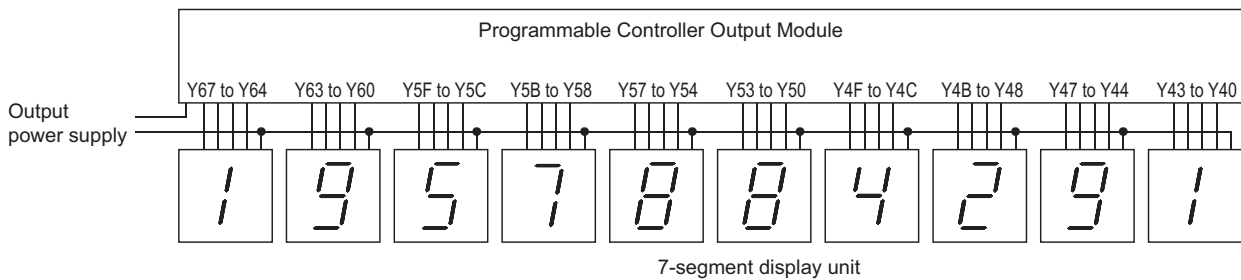 Programmable Controller Output Module
Y67 to Y64 Y63 to Y60 Y5F to Y5C Y5B to Y58 Y57 to Y54 Y53 to Y50 Y4F to Y4C Y4B to Y48 Y47 to Y44 Y43 to Y40
Output
power supply
1 9 5 7 8 8 4 2 9 1
7-segment display unit